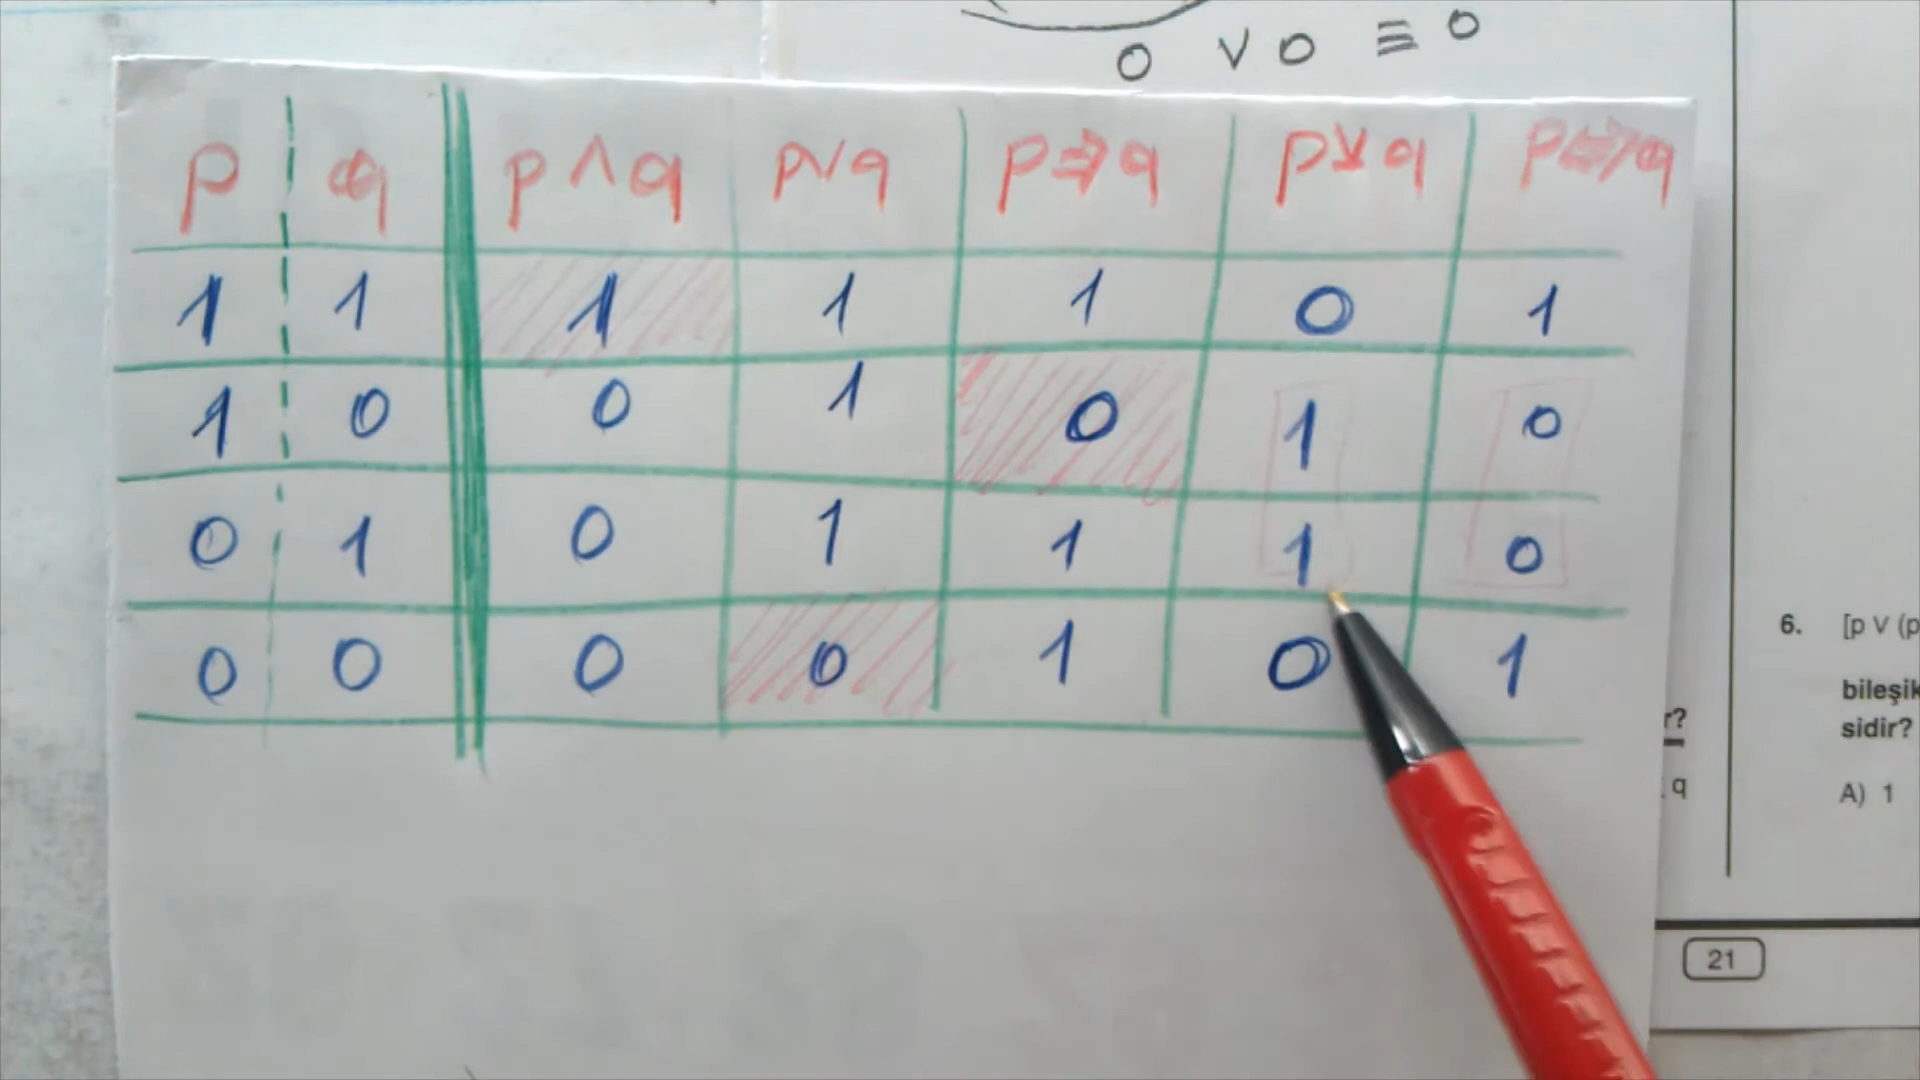 0 ∨ 0 ≡ 0
p q p ∧ q p ∨ q p ⇒ q p ⊻ q p ⇔ q
1 1 1 1 1 0 1
1 0 0 1 0 1 0
0 1 0 1 1 1 0
0 0 0 0 1 0 1
6. [p ∨ (p
bileşik
sidir?
A) 1
r?
q
21